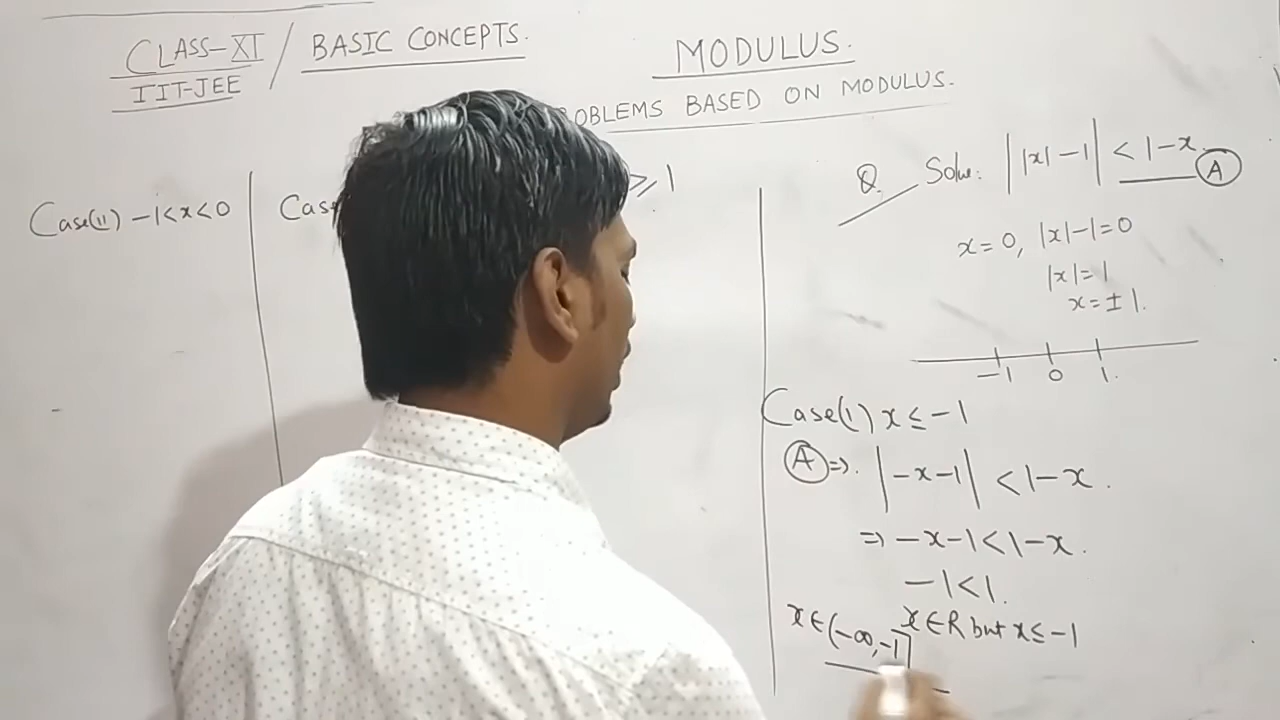 CLASS-XI / BASIC CONCEPTS.
IIT-JEE
MODULUS.
PROBLEMS BASED ON MODULUS.
Case(II) -1<x<0
Case
≥1
Q. Solve: ||x|-1| < 1-x. (A)
x=0, |x|-1=0
|x|=1
x=±1.
-1 0 1.
Case(I) x≤-1
(A)⇒. |-x-1| < 1-x.
⇒ -x-1<1-x.
-1<1.
x∈R but x≤-1
x∈(-∞,-1]